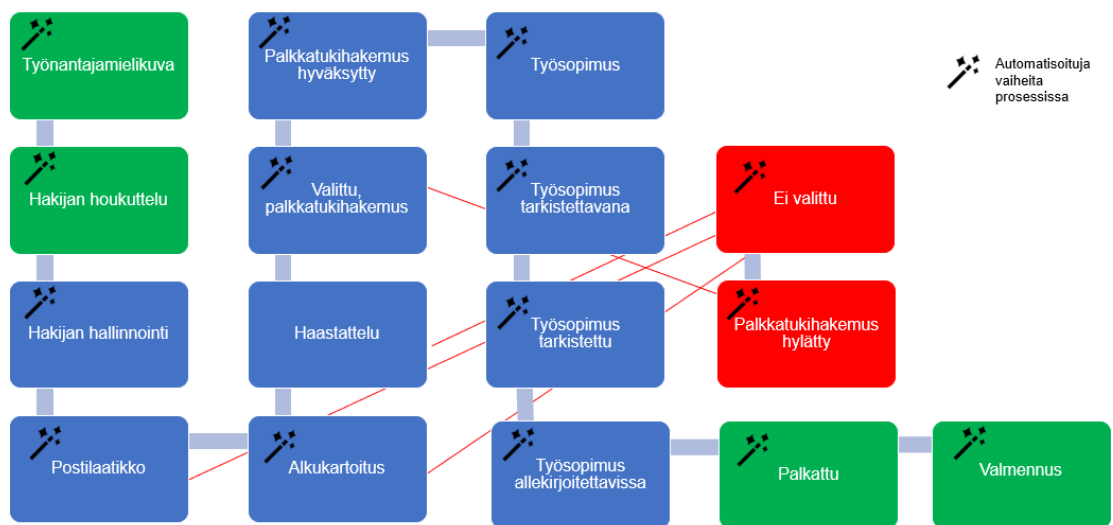 Työnantajamielikuva
Palkkatukihakemus
hyväksytty
Työsopimus
Automatisoituja
vaiheita
prosessissa
Hakijan houkuttelu
Valittu,
palkkatukihakemus
Työsopimus
tarkistettavana
Ei valittu
Hakijan hallinnointi
Haastattelu
Työsopimus
tarkistettu
Palkkatukihakemus
hylätty
Postilaatikko
Alkukartoitus
Työsopimus
allekirjoitettavissa
Palkattu
Valmennus